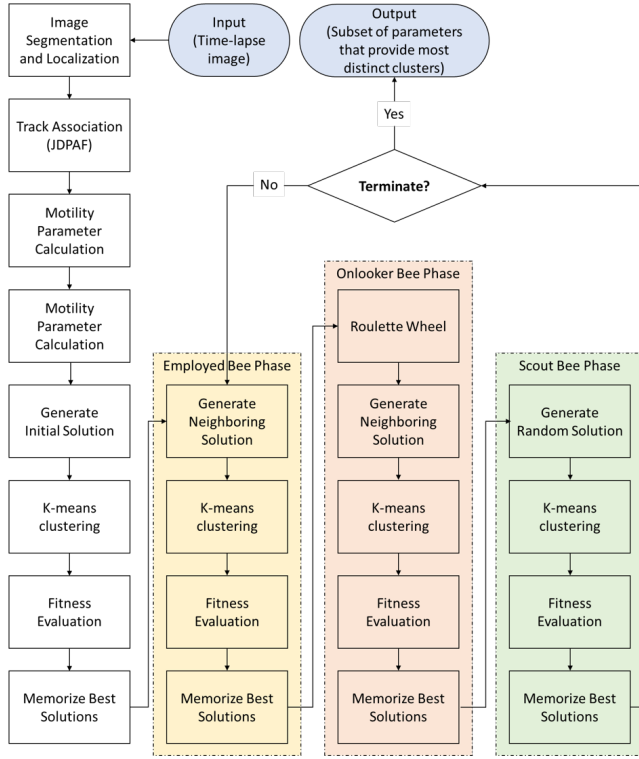 Image
Segmentation
and Localization
Input
(Time-lapse
image)
Output
(Subset of parameters
that provide most
distinct clusters)
Yes
Track Association
(JDPAF)
No
Terminate?
Motility
Parameter
Calculation
Motility
Parameter
Calculation
Generate
Initial Solution
K-means
clustering
Fitness
Evaluation
Memorize Best
Solutions
Employed Bee Phase
Generate
Neighboring
Solution
K-means
clustering
Fitness
Evaluation
Memorize Best
Solutions
Onlooker Bee Phase
Roulette Wheel
Generate
Neighboring
Solution
K-means
clustering
Fitness
Evaluation
Memorize Best
Solutions
Scout Bee Phase
Generate
Random Solution
K-means
clustering
Fitness
Evaluation
Memorize Best
Solutions